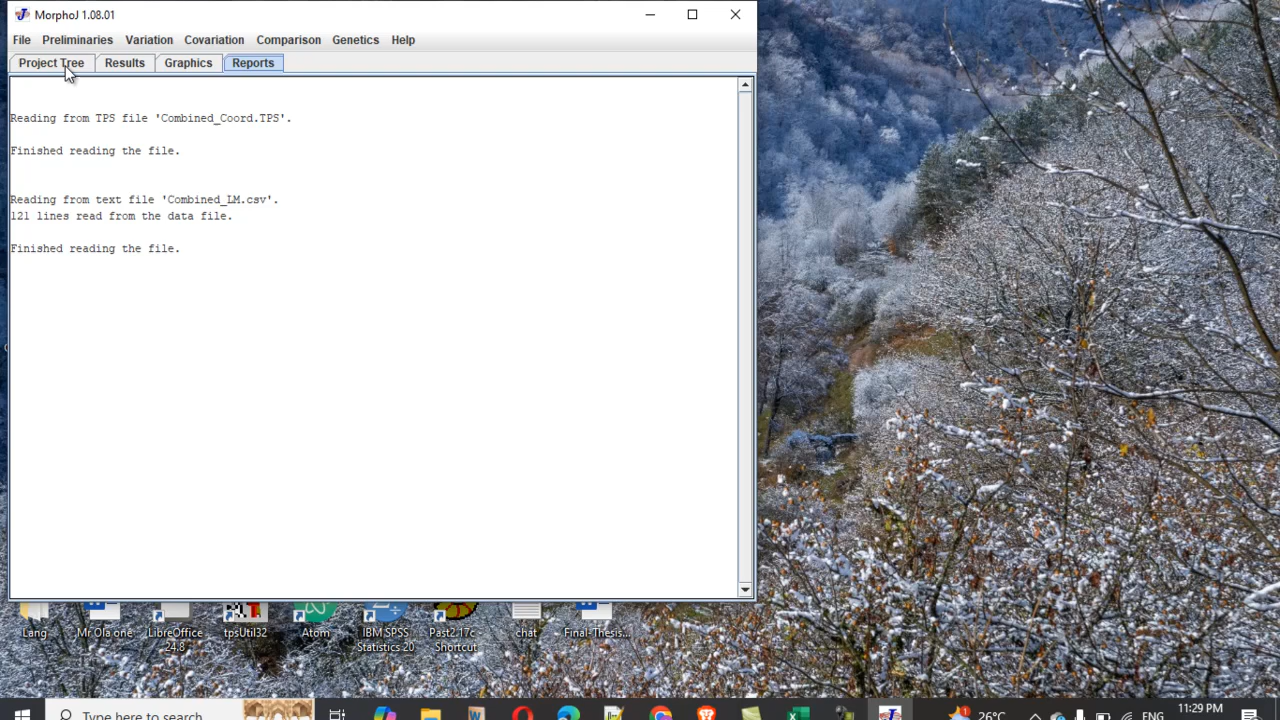 MorphoJ 1.08.01
File Preliminaries Variation Covariation Comparison Genetics Help
Project Tree Results Graphics Reports
Reading from TPS file 'Combined_Coord.TPS'.
Finished reading the file.
Reading from text file 'Combined_LM.csv'.
121 lines read from the data file.
Finished reading the file.
Lang
Mr Ola one
LibreOffice
24.8
tpsUtil32
Atom
IBM SPSS
Statistics 20
Past2.17c -
Shortcut
chat
Final-Thesis...
Type here to search
26°C
ENG
11:29 PM